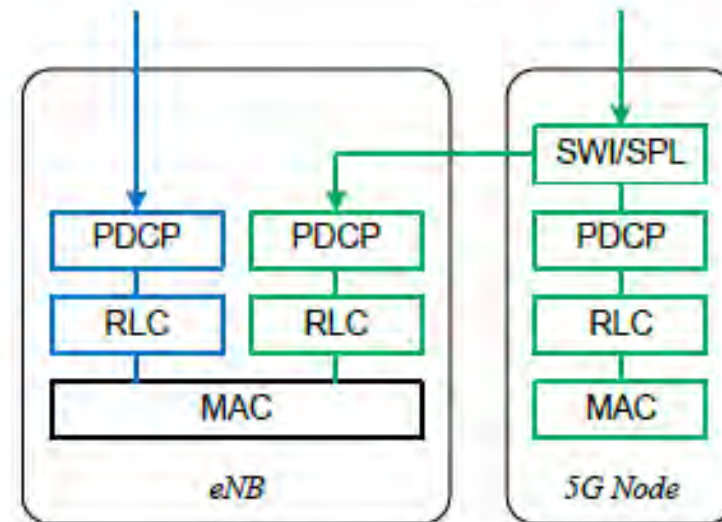 SWI/SPL
PDCP PDCP PDCP
RLC RLC RLC
MAC MAC
eNB 5G Node